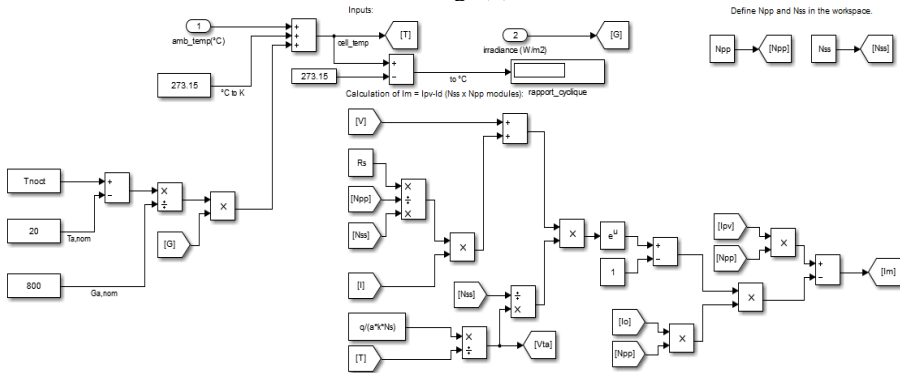 Inputs:
Define Npp and Nss in the workspace.
1
amb_temp(°C)
+
+
+
cell_temp
[T]
2
irradiance (W/m2)
[G]
Npp
[Npp]
Nss
[Nss]
273.15
°C to K
273.15
+
−
to °C
rapport_cyclique
Calculation of Im = Ipv-Id (Nss x Npp modules):
[V]
+
+
Tnoct
+
−
20
Ta,nom
×
÷
×
[G]
800
Ga,nom
Rs
[Npp]
[Nss]
×
÷
×
×
[I]
×
e^u
+
−
1
[Ipv]
[Npp]
×
+
−
[Im]
[Nss]
÷
×
×
[Io]
[Npp]
×
q/(a*k*Ns)
[T]
×
÷
[Vta]